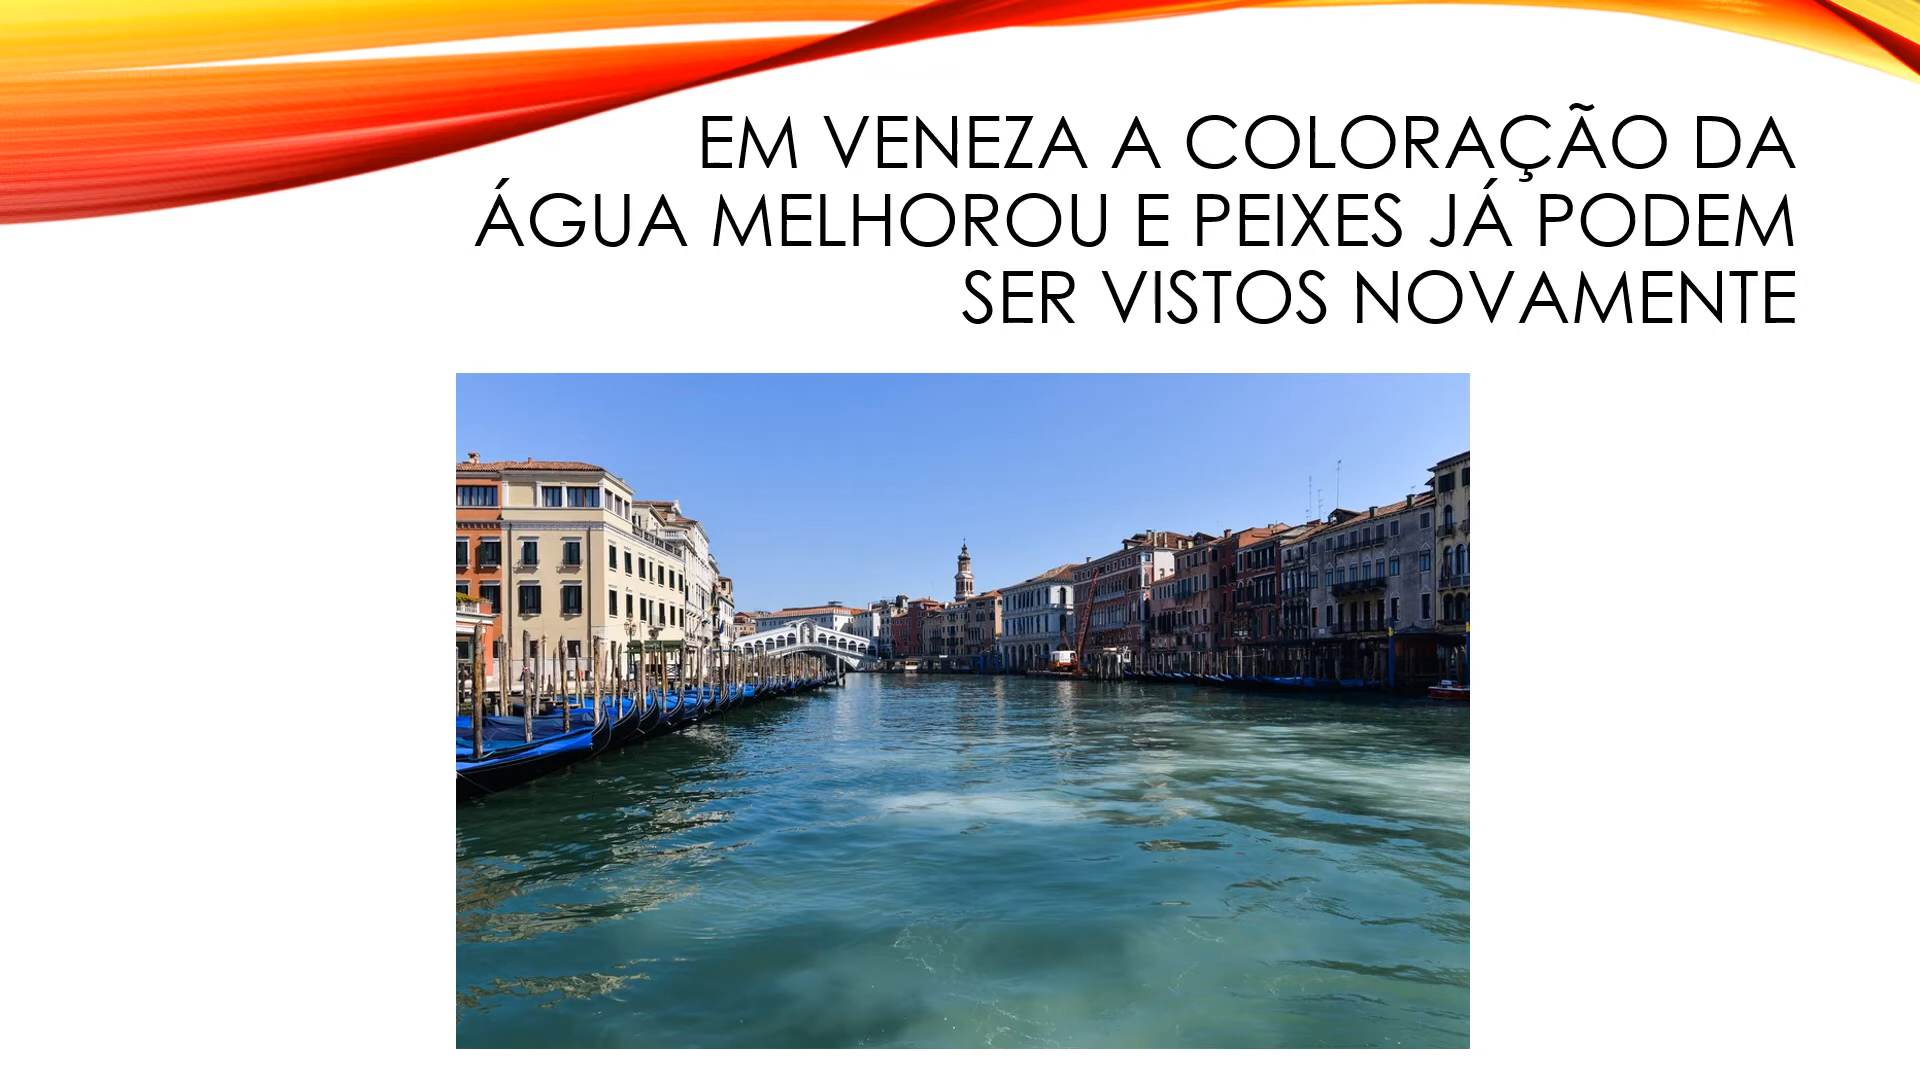 EM VENEZA A COLORAÇÃO DA
ÁGUA MELHOROU E PEIXES JÁ PODEM
SER VISTOS NOVAMENTE